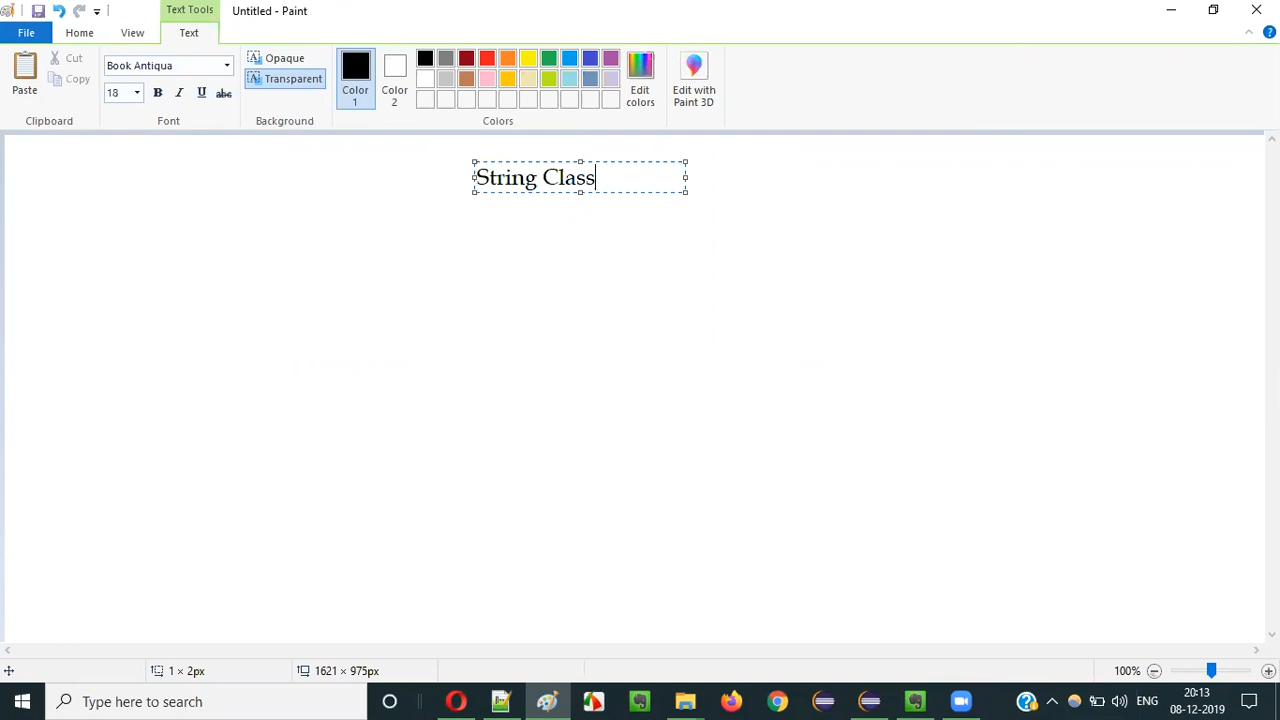 Text Tools
Untitled - Paint
File
Home
View
Text
Paste
Cut
Copy
Clipboard
Book Antiqua
18
B I U abc
Font
Opaque
Transparent
Background
Color 1
Color 2
Edit colors
Colors
Edit with Paint 3D
String Class
1 × 2px
1621 × 975px
100%
Type here to search
ENG
20:13
08-12-2019